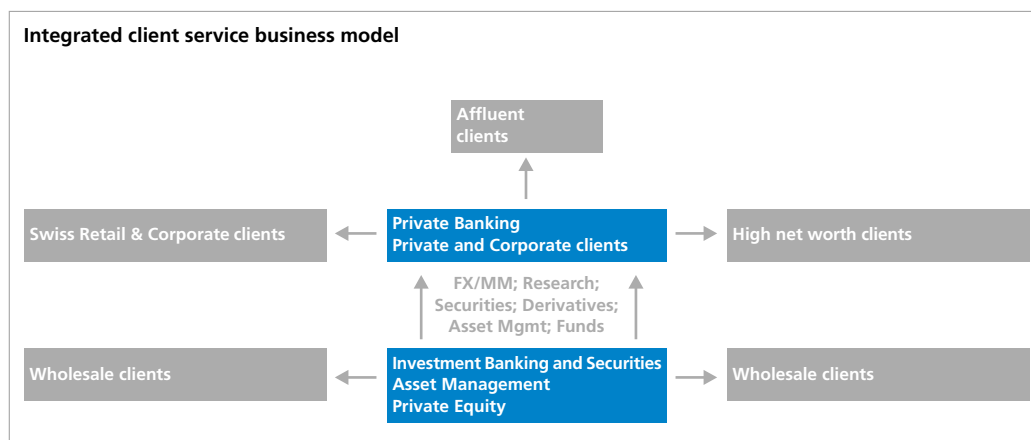 Integrated client service business model
Affluent
clients
Swiss Retail & Corporate clients
Private Banking
Private and Corporate clients
High net worth clients
FX/MM; Research;
Securities; Derivatives;
Asset Mgmt; Funds
Wholesale clients
Investment Banking and Securities
Asset Management
Private Equity
Wholesale clients